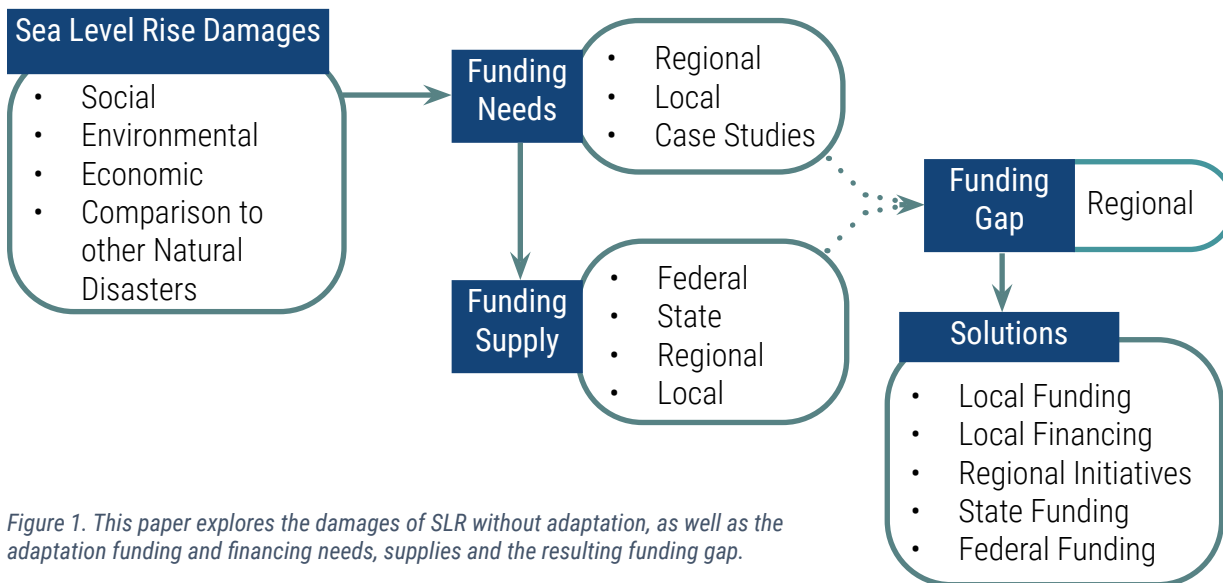 Sea Level Rise Damages
• Social
• Environmental
• Economic
• Comparison to
other Natural
Disasters
Funding
Needs
• Regional
• Local
• Case Studies
Funding
Supply
• Federal
• State
• Regional
• Local
Funding
Gap
Regional
Solutions
• Local Funding
• Local Financing
• Regional Initiatives
• State Funding
• Federal Funding
Figure 1. This paper explores the damages of SLR without adaptation, as well as the
adaptation funding and financing needs, supplies and the resulting funding gap.